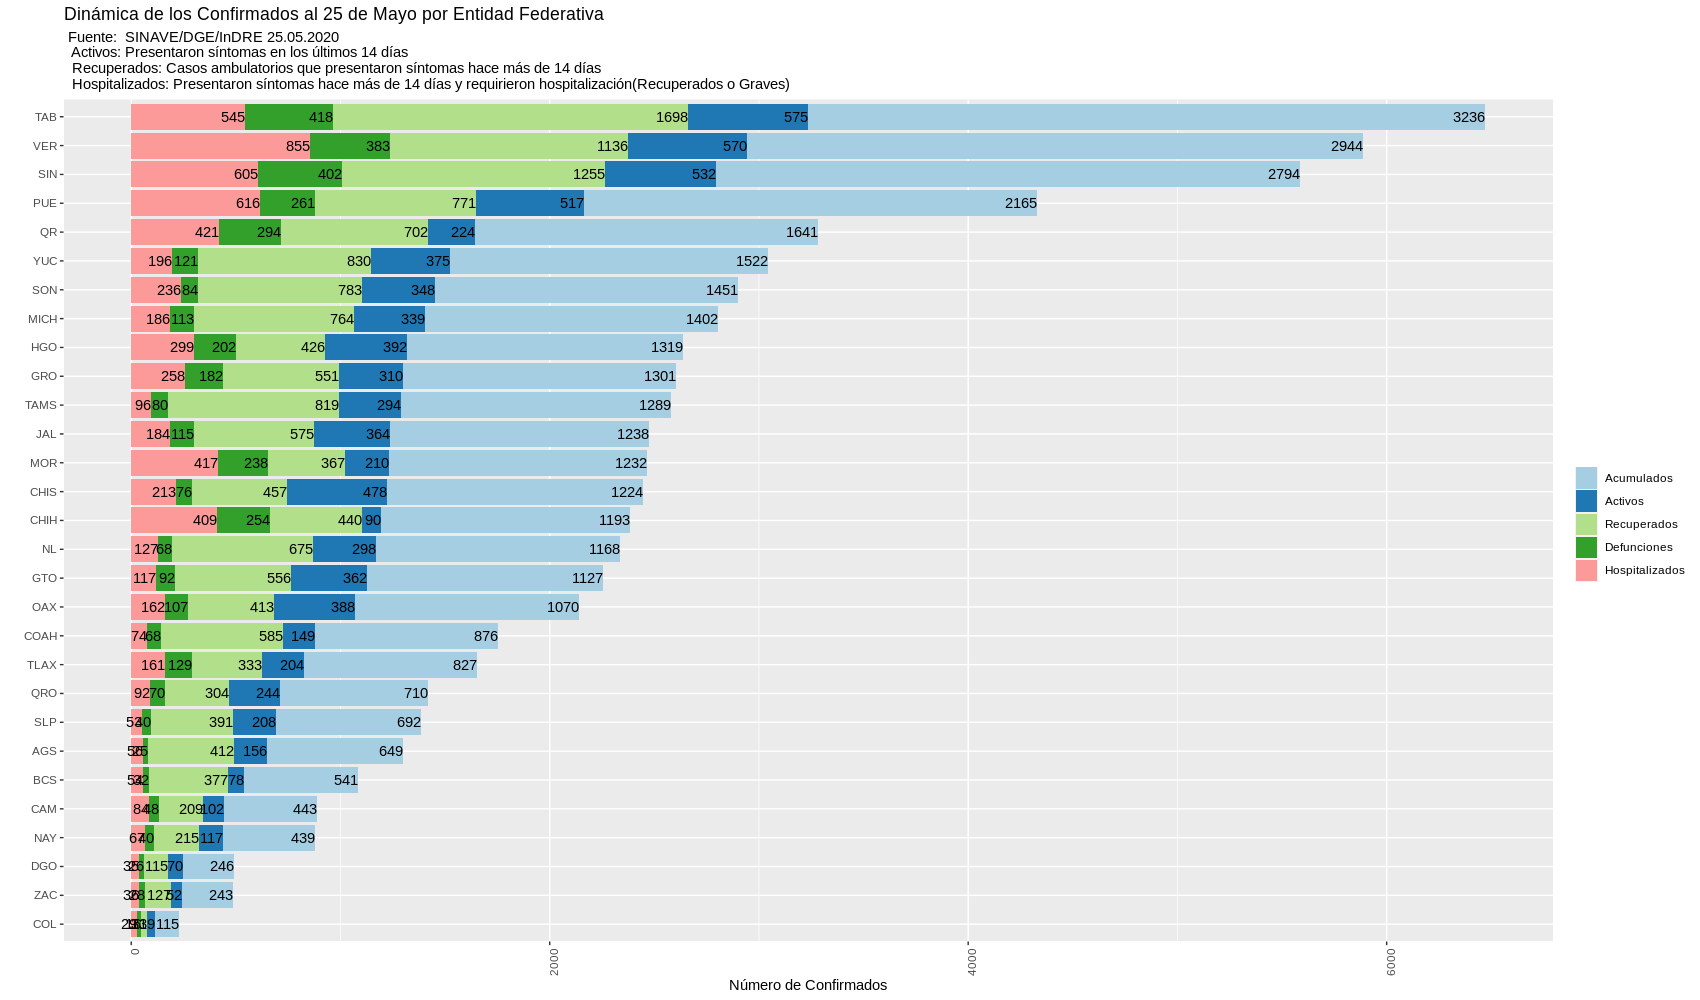 Dinámica de los Confirmados al 25 de Mayo por Entidad Federativa
Fuente:  SINAVE/DGE/InDRE 25.05.2020
Activos: Presentaron síntomas en los últimos 14 días
Recuperados: Casos ambulatorios que presentaron síntomas hace más de 14 días
Hospitalizados: Presentaron síntomas hace más de 14 días y requirieron hospitalización(Recuperados o Graves)
TAB 545 418 1698 575 3236
VER 855 383 1136 570 2944
SIN 605 402 1255 532 2794
PUE 616 261 771 517 2165
QR 421 294 702 224 1641
YUC 196 121 830 375 1522
SON 236 84 783 348 1451
MICH 186 113 764 339 1402
HGO 299 202 426 392 1319
GRO 258 182 551 310 1301
TAMS 96 80 819 294 1289
JAL 184 115 575 364 1238
MOR 417 238 367 210 1232
CHIS 213 76 457 478 1224
CHIH 409 254 440 90 1193
NL 127 68 675 298 1168
GTO 117 92 556 362 1127
OAX 162 107 413 388 1070
COAH 74 68 585 149 876
TLAX 161 129 333 204 827
QRO 92 70 304 244 710
SLP 53 40 391 208 692
AGS 56 25 412 156 649
BCS 54 32 377 78 541
CAM 84 48 209 102 443
NAY 67 40 215 117 439
DGO 35 26 115 70 246
ZAC 36 28 127 52 243
COL 115
0 2000 4000 6000
Número de Confirmados
Acumulados
Activos
Recuperados
Defunciones
Hospitalizados